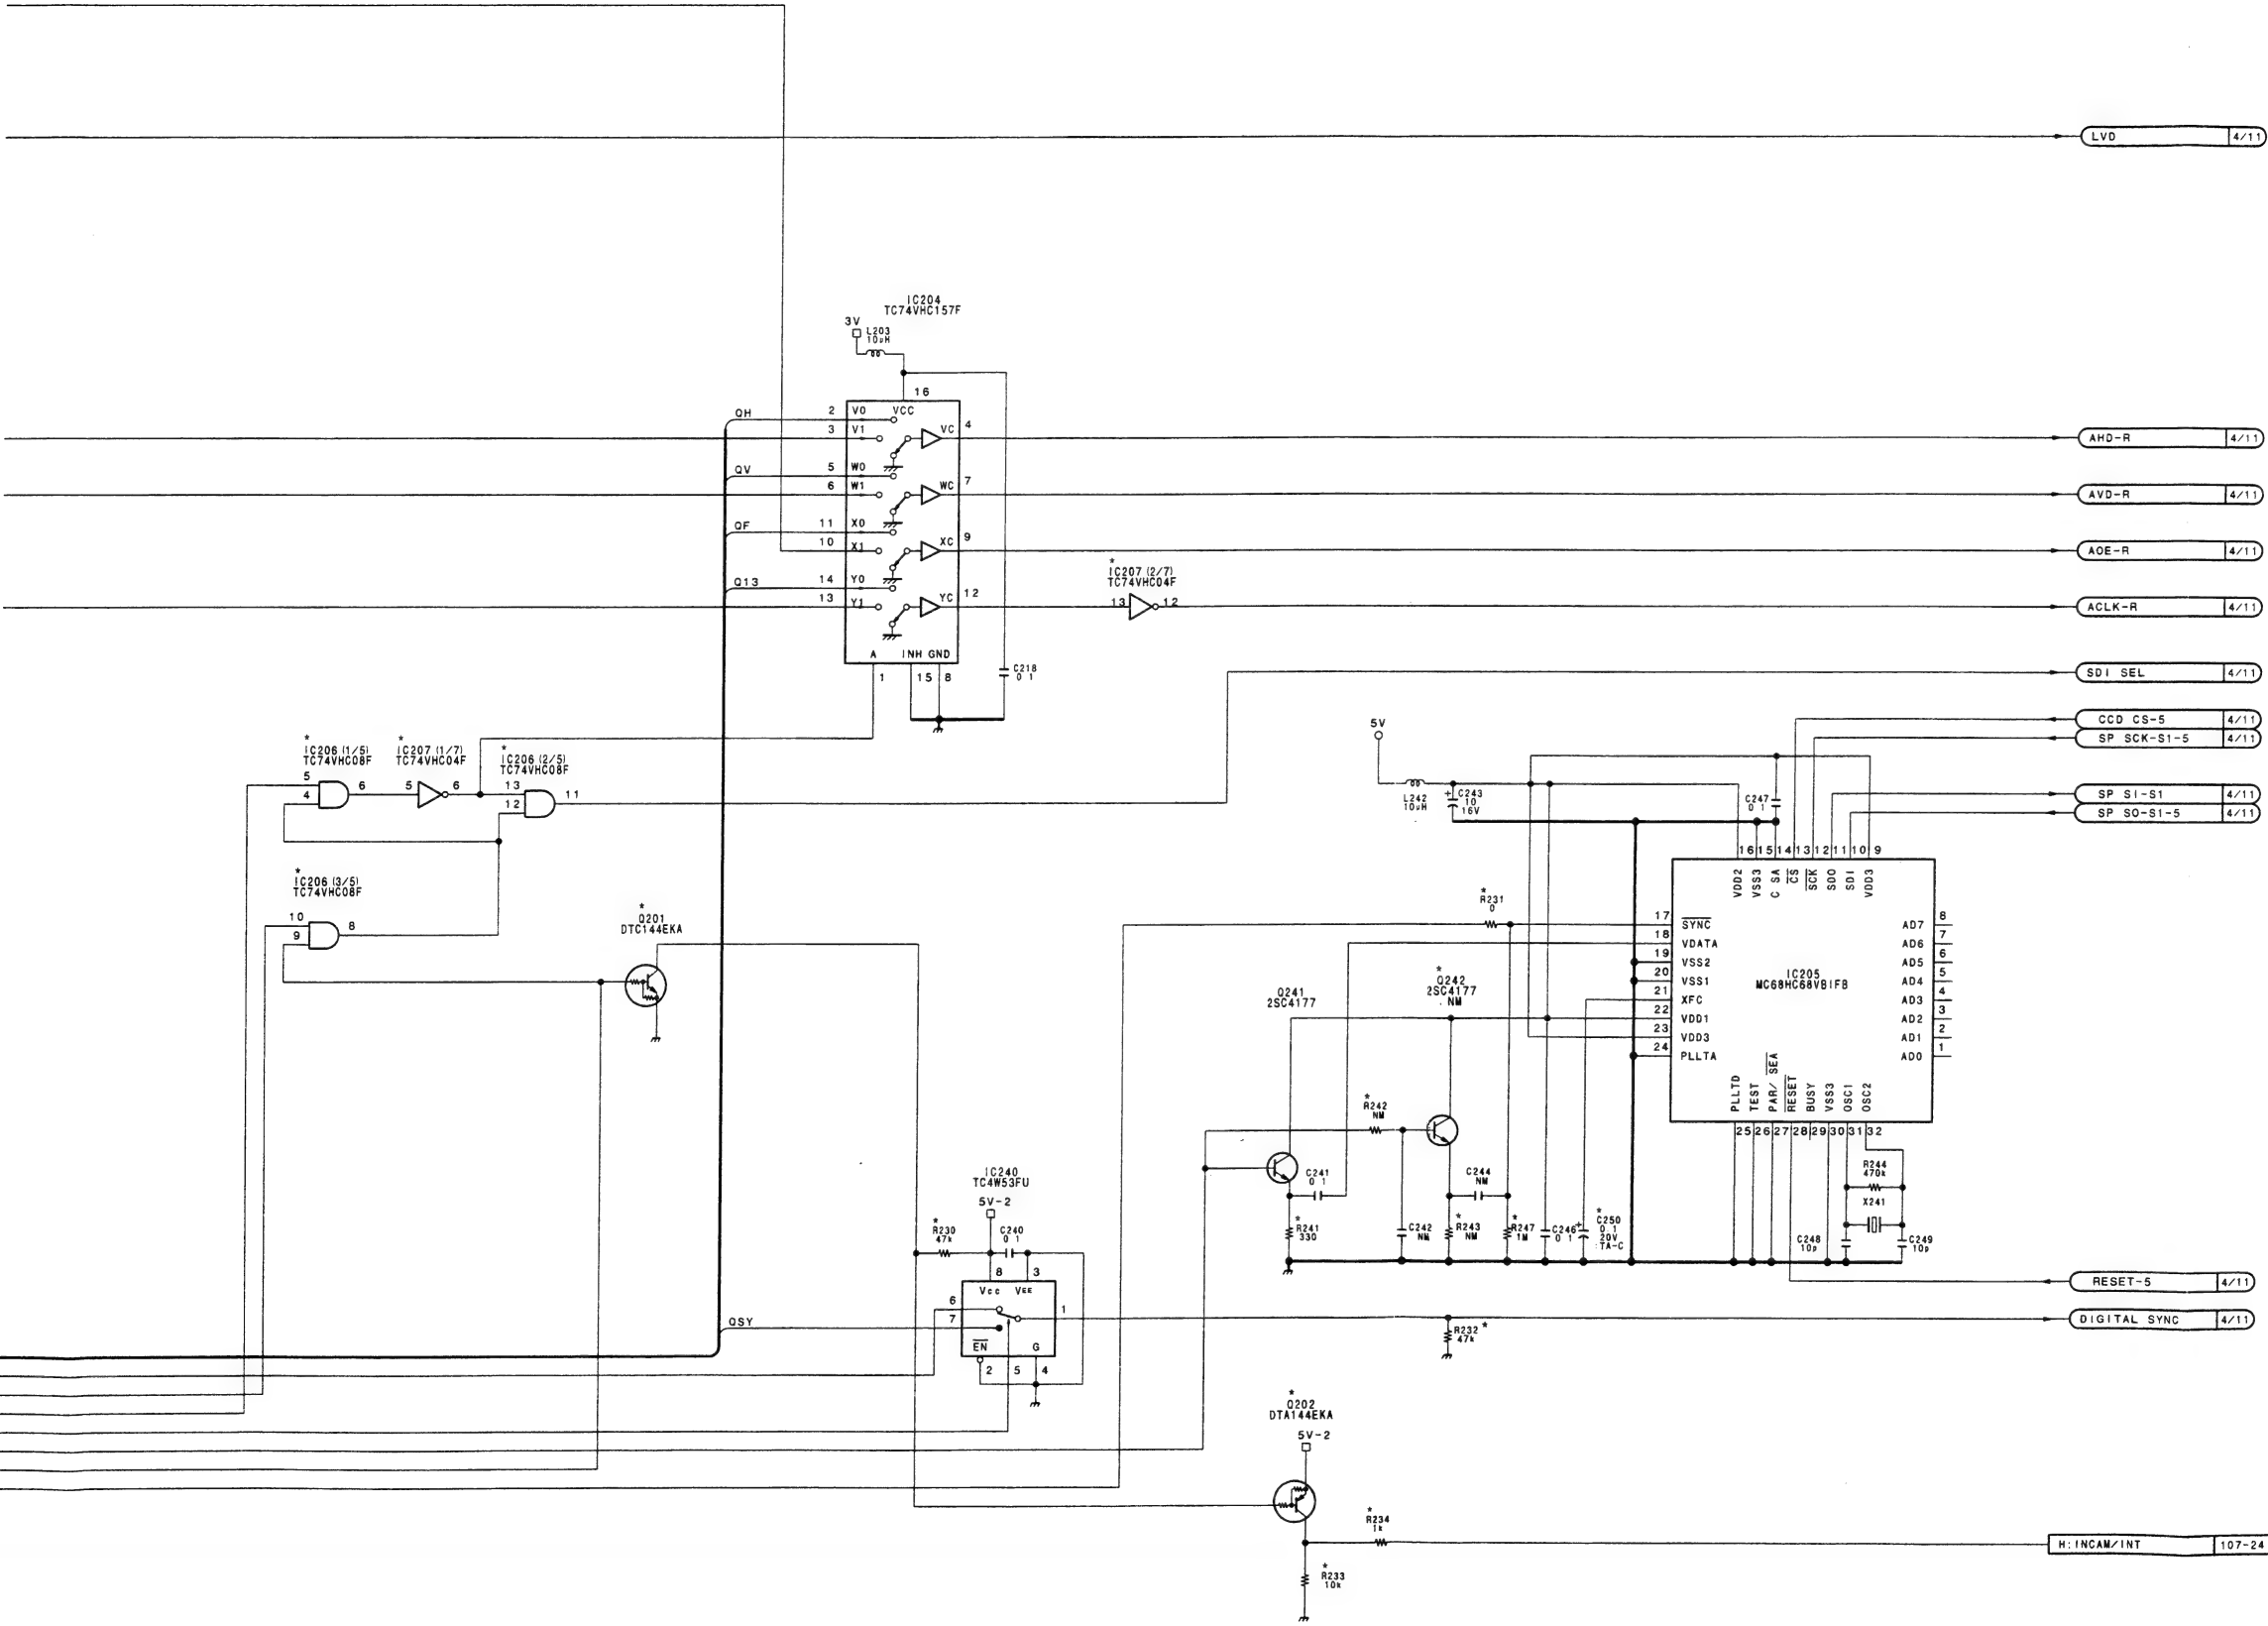 LVD 4/11
IC204
TC74VHC157F
3V
L203
10μH
16
QH 2 V0 VCC
3 V1 VC 4
AHD-R 4/11
QV 5 W0
6 W1 WC 7
AVD-R 4/11
QF 11 X0
10 X1 XC 9
AOE-R 4/11
*
IC207 (2/7)
TC74VHC04F
Q13 14 Y0
13 Y1 YC 12
13 12
ACLK-R 4/11
A INH GND
1 15 8
C218
0.1
SDI SEL 4/11
CCD CS-5 4/11
SP SCK-S1-5 4/11
SP SI-S1 4/11
SP SO-S1-5 4/11
*
IC206 (1/5)
TC74VHC08F
5
4
6
*
IC207 (1/7)
TC74VHC04F
5 6
*
IC206 (2/5)
TC74VHC08F
13
12
11
5V
L242
10μH
+ C243
10
16V
C247
0.1
*
IC206 (3/5)
TC74VHC08F
10
9
8
*
Q201
DTC144EKA
16 15 14 13 12 11 10 9
VDD2 VSS3 C SA CS SCK SDO SDI VDD3
*
R231
0
17 SYNC
18 VDATA
19 VSS2
20 VSS1
21 XFC
22 VDD1
23 VDD3
24 PLLTA
IC205
MC68HC68VBIFB
AD7 8
AD6 7
AD5 6
AD4 5
AD3 4
AD2 3
AD1 2
AD0 1
PLLTD TEST PAR/SEA RESET BUSY VSS3 OSC1 OSC2
25 26 27 28 29 30 31 32
Q241
2SC4177
*
Q242
2SC4177
NM
*
R242
NM
C241
0.1
C244
NM
*
R241
330
C242
NM
*
R243
NM
*
R247
1M
C246
0.1
*
+ C250
0.1
20V
TA-C
R244
470k
X241
C248
10p
C249
10p
RESET-5 4/11
IC240
TC4W53FU
5V-2
*
R230
47k
C240
0.1
8 3
Vcc VEE
6
7
1
QSY
EN G
2 5 4
R232 *
47k
DIGITAL SYNC 4/11
*
Q202
DTA144EKA
5V-2
*
R234
1k
*
R233
10k
H:INCAM/INT 107-24